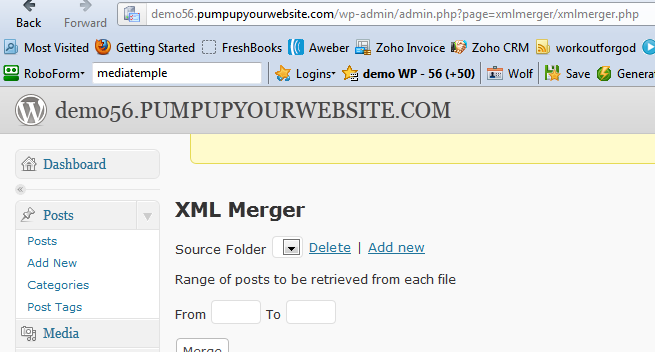 demo56.pumpupyourwebsite.com/wp-admin/admin.php?page=xmlmerger/xmlmerger.php
Back Forward
Most Visited Getting Started FreshBooks Aweber Zoho Invoice Zoho CRM workoutforgod
RoboForm mediatemple Logins demo WP - 56 (+50) Wolf Save Genera
demo56.PUMPUPYOURWEBSITE.COM
Dashboard
XML Merger
Posts
Source Folder Delete | Add new
Posts
Add New
Range of posts to be retrieved from each file
Categories
Post Tags
From To
Media
Merge